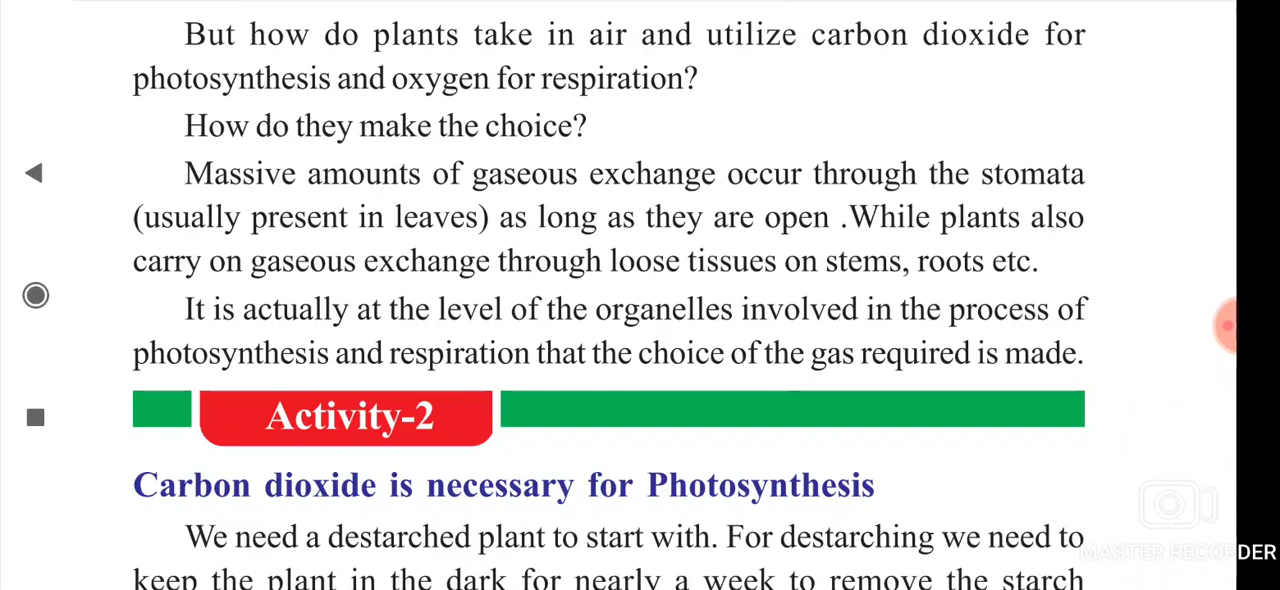 But how do plants take in air and utilize carbon dioxide for
photosynthesis and oxygen for respiration?
How do they make the choice?
Massive amounts of gaseous exchange occur through the stomata
(usually present in leaves) as long as they are open .While plants also
carry on gaseous exchange through loose tissues on stems, roots etc.
It is actually at the level of the organelles involved in the process of
photosynthesis and respiration that the choice of the gas required is made.
Activity-2
Carbon dioxide is necessary for Photosynthesis
We need a destarched plant to start with. For destarching we need to
keep the plant in the dark for nearly a week to remove the starch
MASTER RECORDER